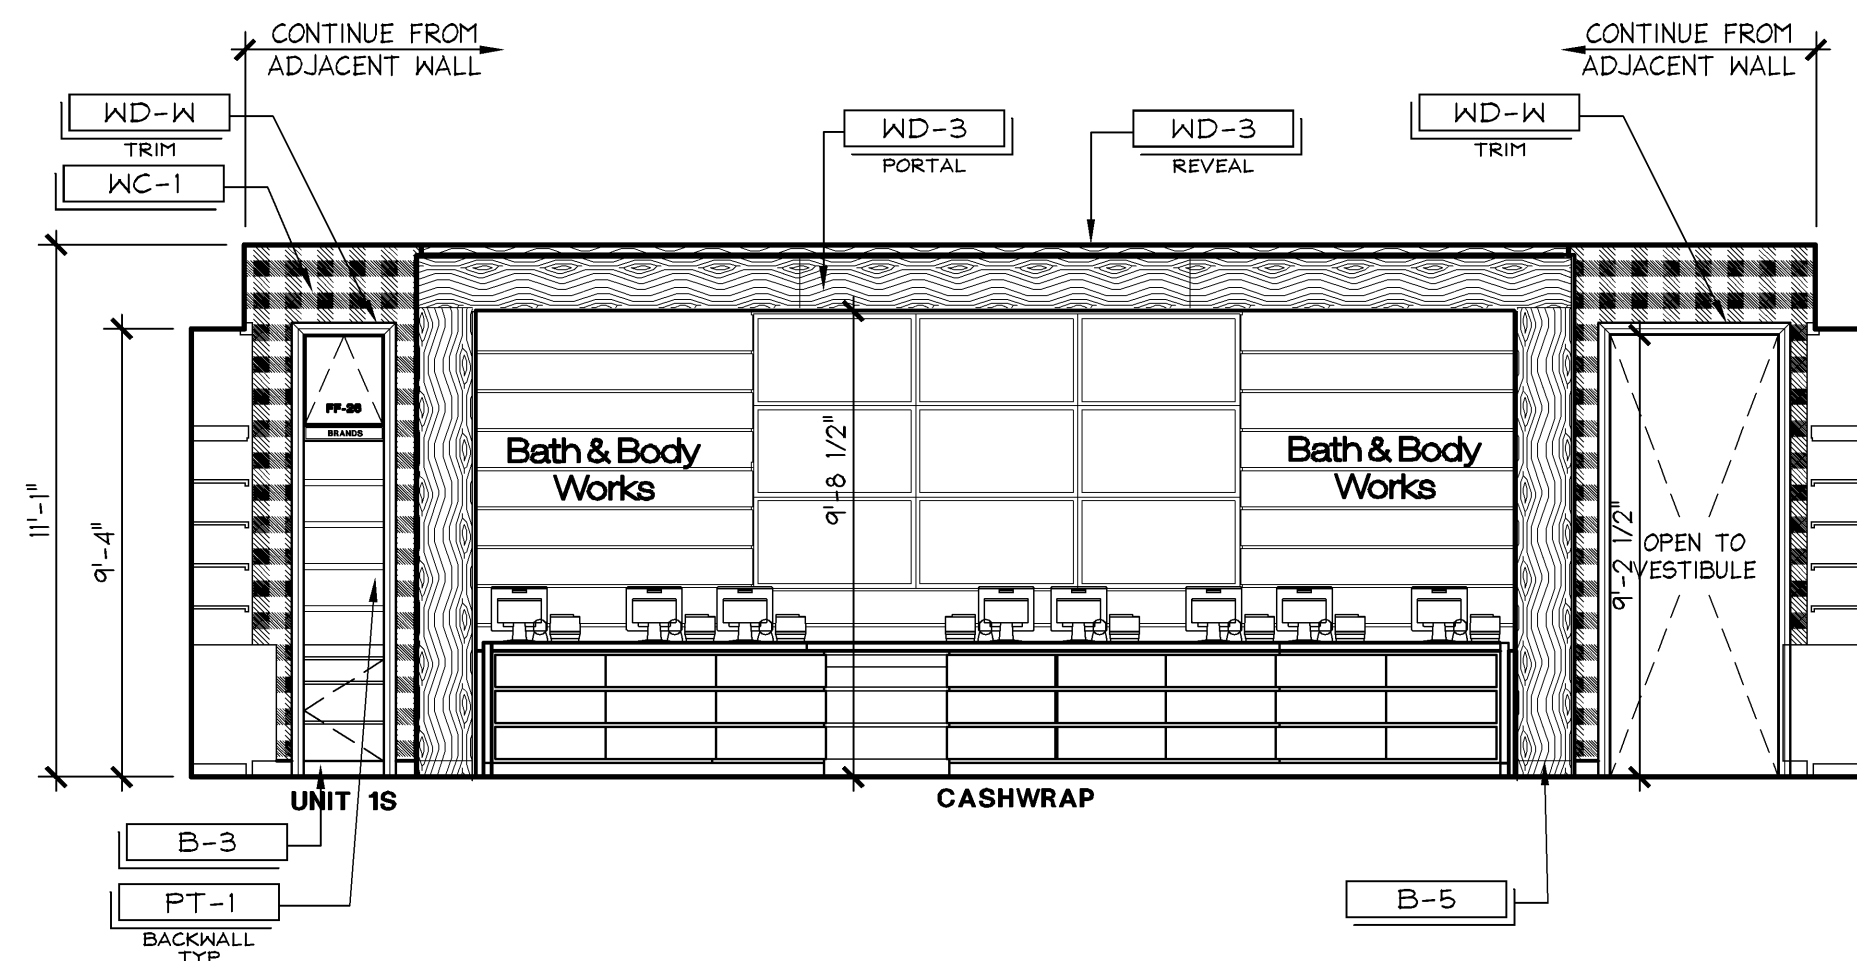 CONTINUE FROM
ADJACENT WALL
CONTINUE FROM
ADJACENT WALL
WD-W
TRIM
WC-1
WD-3
PORTAL
WD-3
REVEAL
WD-W
TRIM
11'-1"
9'-4"
FF-26
BRANDS
Bath & Body
Works
9'-8 1/2"
Bath & Body
Works
9'-2 1/2"
OPEN TO
VESTIBULE
UNIT 1S
CASHWRAP
B-3
PT-1
BACKWALL
TYP
B-5